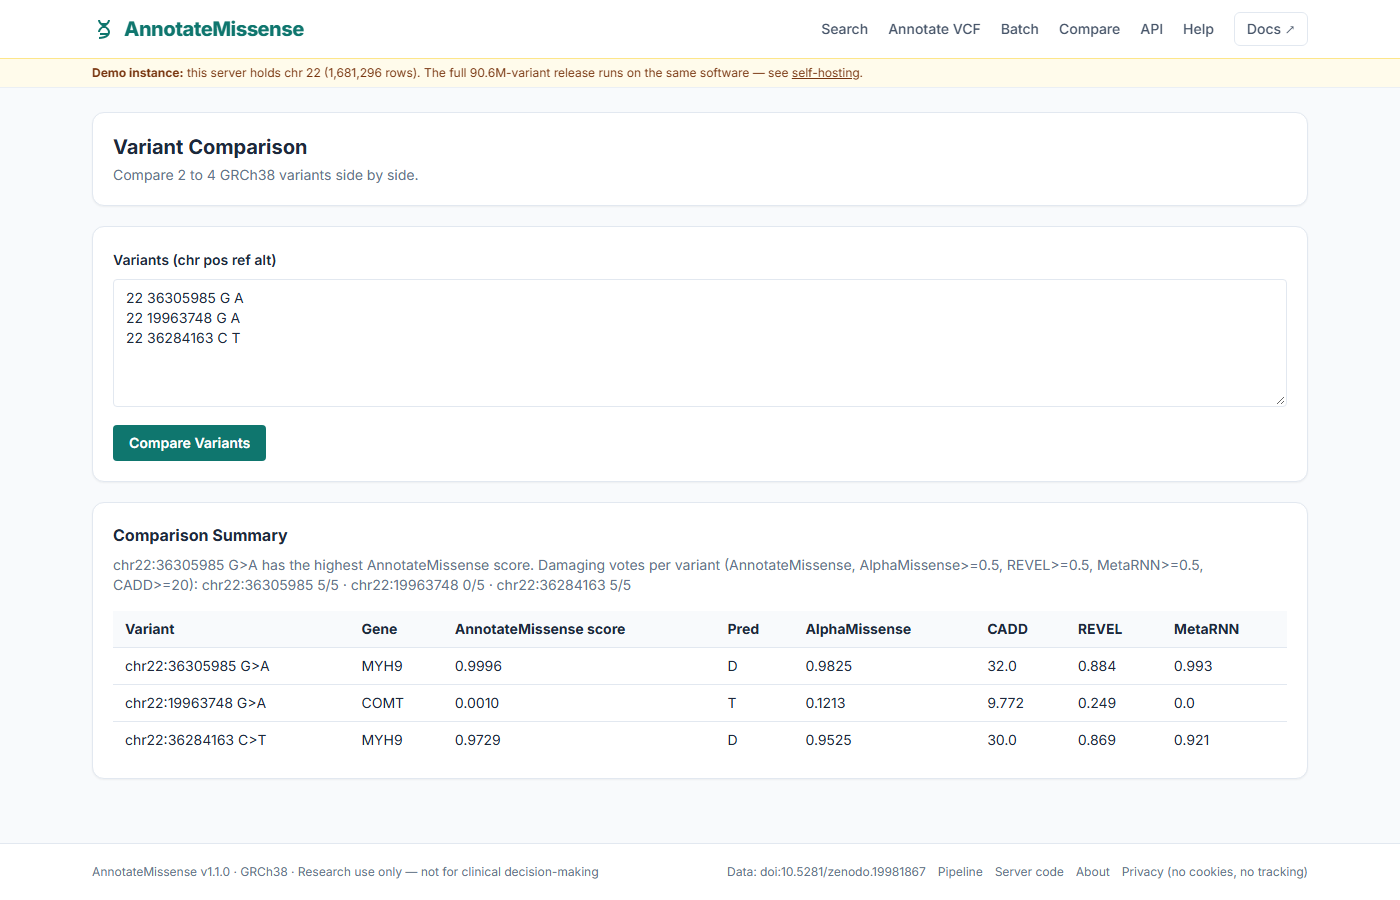 AnnotateMissense
Search Annotate VCF Batch Compare API Help Docs ↗
Demo instance: this server holds chr 22 (1,681,296 rows). The full 90.6M-variant release runs on the same software — see self-hosting.
Variant Comparison
Compare 2 to 4 GRCh38 variants side by side.
Variants (chr pos ref alt)
22 36305985 G A
22 19963748 G A
22 36284163 C T
Compare Variants
Comparison Summary
chr22:36305985 G>A has the highest AnnotateMissense score. Damaging votes per variant (AnnotateMissense, AlphaMissense>=0.5, REVEL>=0.5, MetaRNN>=0.5,
CADD>=20): chr22:36305985 5/5 · chr22:19963748 0/5 · chr22:36284163 5/5
Variant Gene AnnotateMissense score Pred AlphaMissense CADD REVEL MetaRNN
chr22:36305985 G>A MYH9 0.9996 D 0.9825 32.0 0.884 0.993
chr22:19963748 G>A COMT 0.0010 T 0.1213 9.772 0.249 0.0
chr22:36284163 C>T MYH9 0.9729 D 0.9525 30.0 0.869 0.921
AnnotateMissense v1.1.0 · GRCh38 · Research use only — not for clinical decision-making
Data: doi:10.5281/zenodo.19981867 Pipeline Server code About Privacy (no cookies, no tracking)